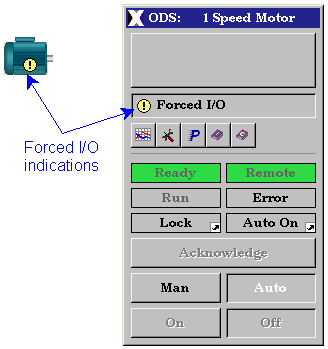 ODS: 1 Speed Motor
! Forced I/O
Forced I/O
indications
P
Ready Remote
Run Error
Lock Auto On
Acknowledge
Man Auto
On Off